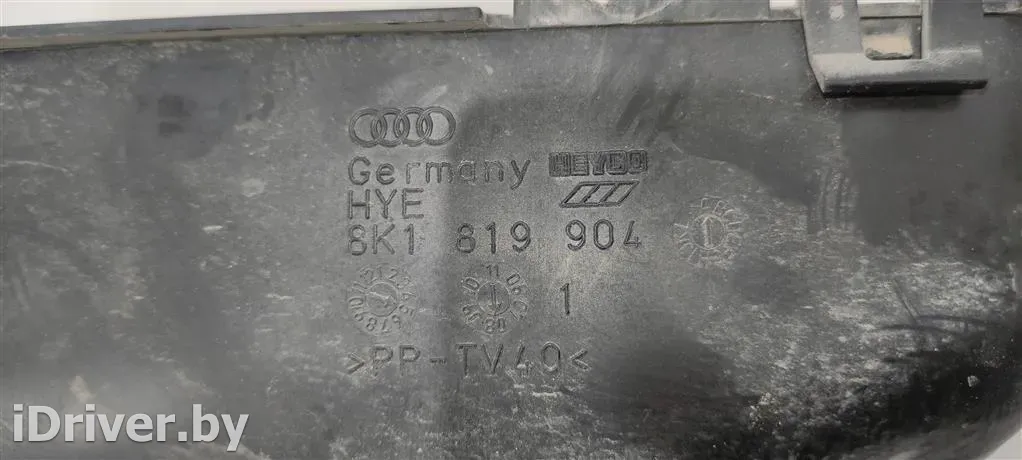 Germany HEYCO
HYE
8K1 819 904
1
>PP-TV40<
iDriver.by